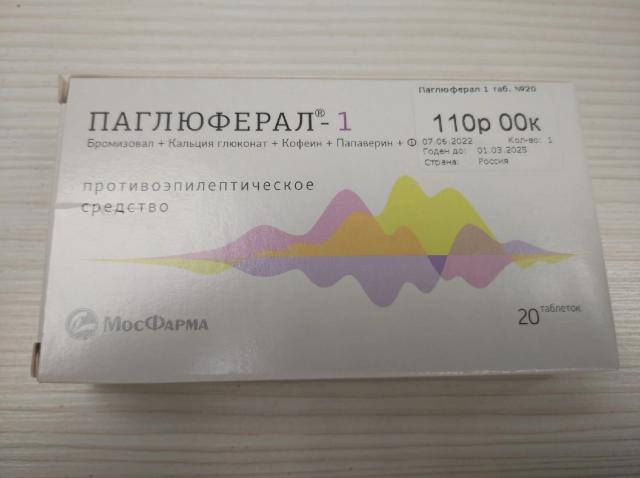 Паглюферал 1 таб. №20
110р 00к
07.06.2022 Кол-во: 1
Годен до: 01.03.2025
Страна: Россия
ПАГЛЮФЕРАЛ®-1
Бромизовал + Кальция глюконат + Кофеин + Папаверин + Ф
противоэпилептическое
средство
МосФарма
20 таблеток